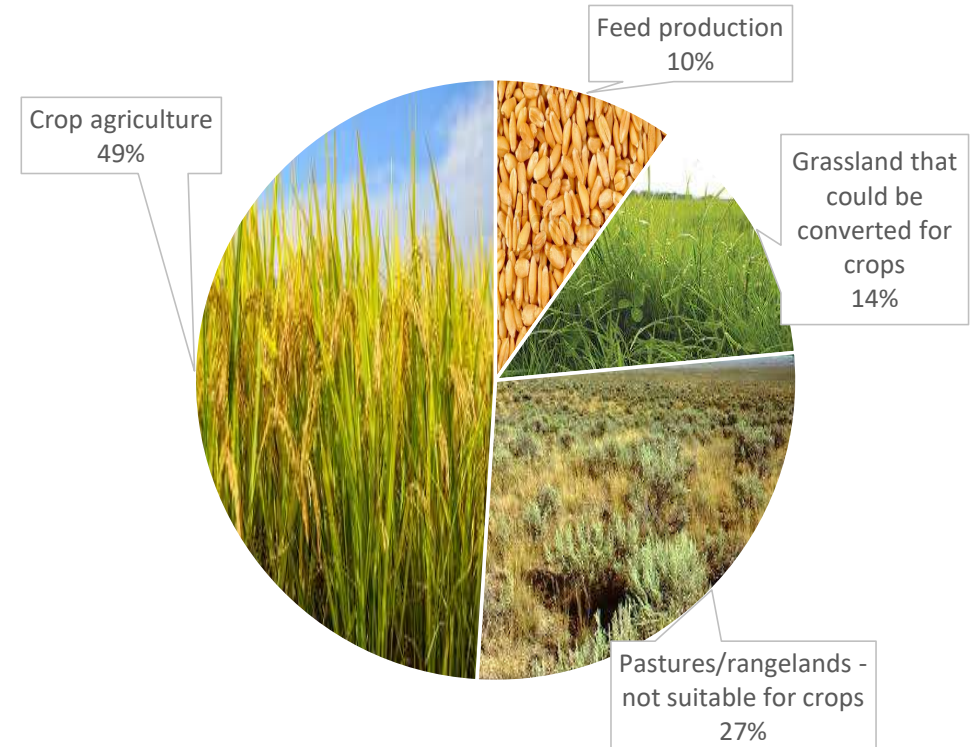 Feed production
10%
Crop agriculture
49%
Grassland that
could be
converted for
crops
14%
Pastures/rangelands -
not suitable for crops
27%